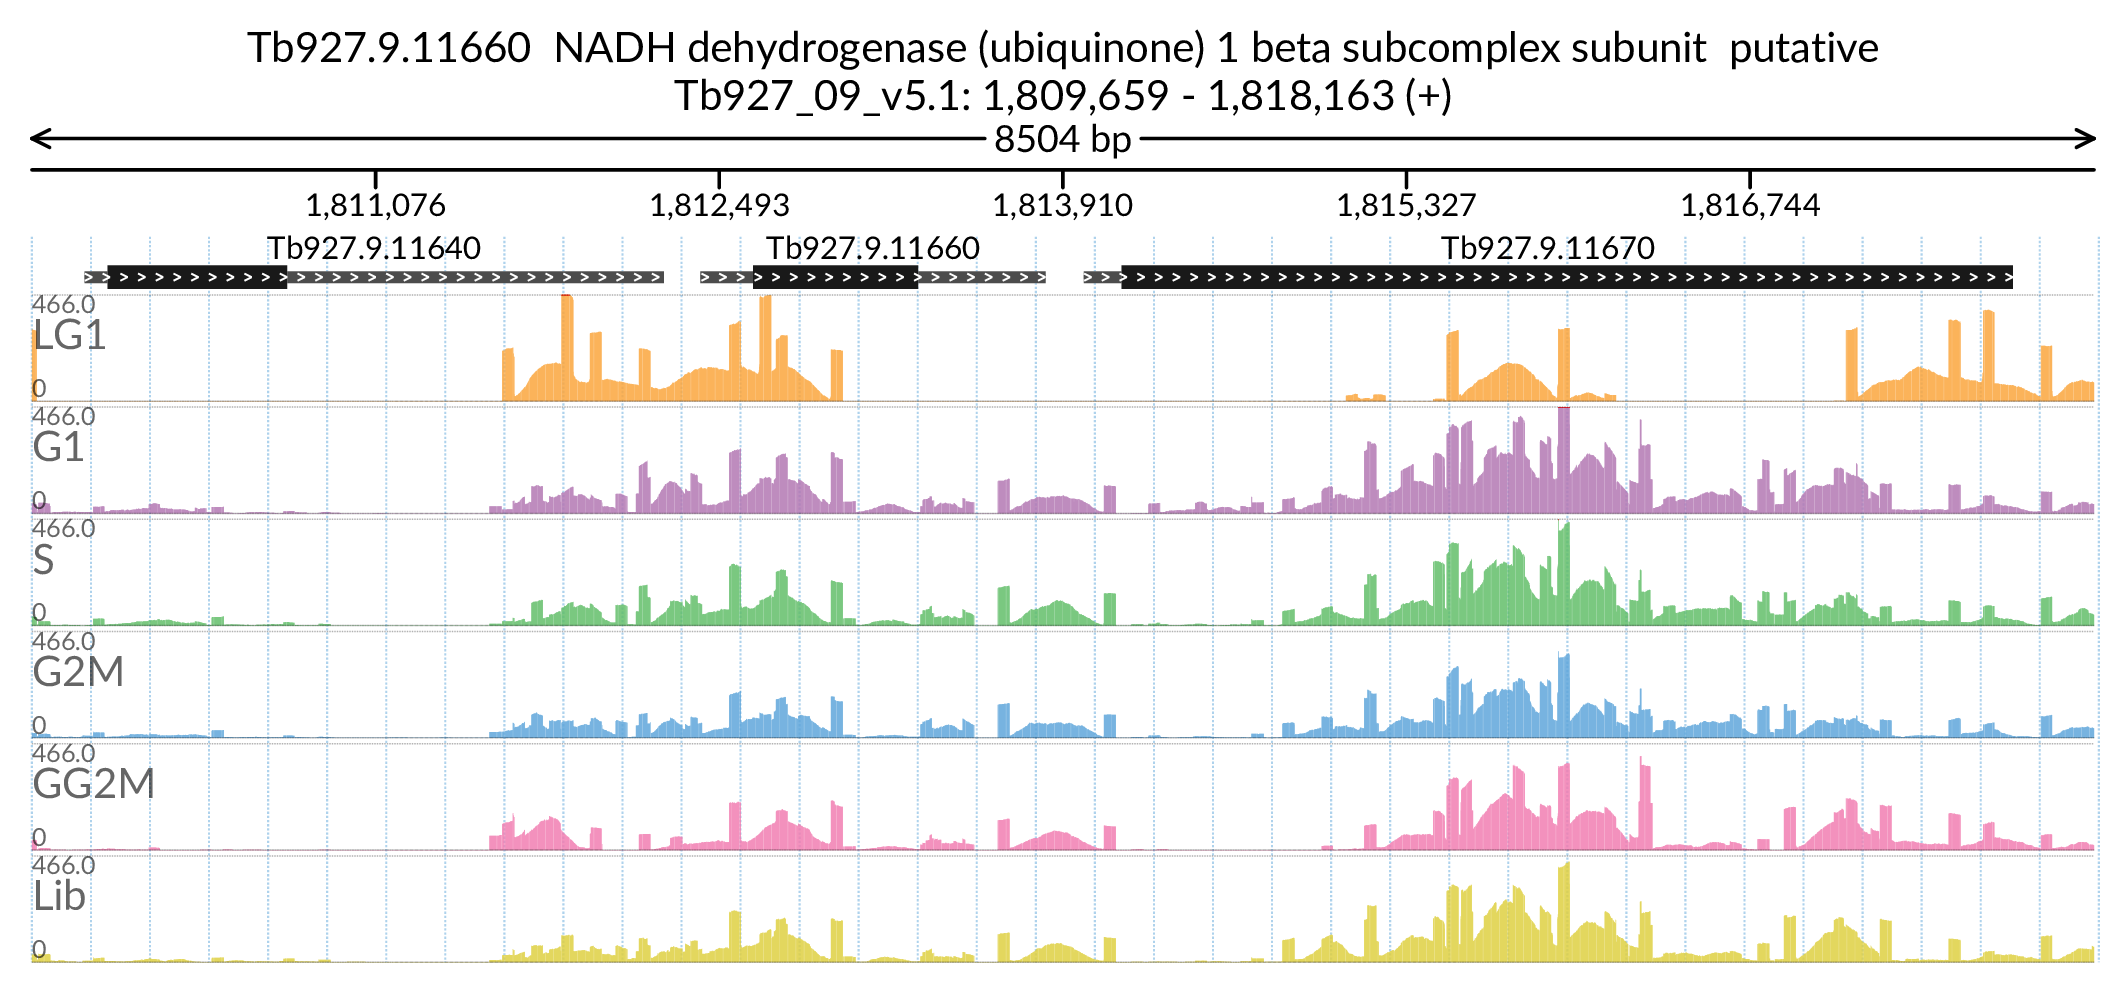 Tb927.9.11660  NADH dehydrogenase (ubiquinone) 1 beta subcomplex subunit  putative
Tb927_09_v5.1: 1,809,659 - 1,818,163 (+)
8504 bp
1,811,076 1,812,493 1,813,910 1,815,327 1,816,744
Tb927.9.11640 Tb927.9.11660 Tb927.9.11670
466.0
LG1
0
466.0
G1
0
466.0
S
0
466.0
G2M
0
466.0
GG2M
0
466.0
Lib
0